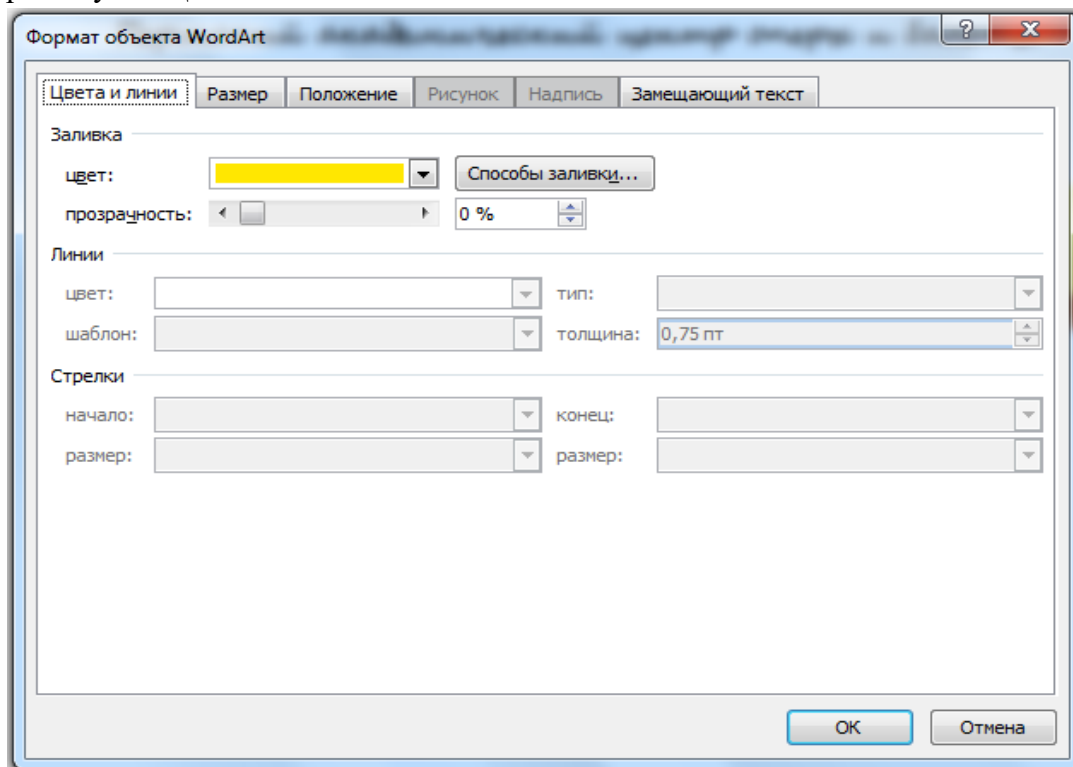 Формат объекта WordArt
Цвета и линии Размер Положение Рисунок Надпись Замещающий текст
Заливка
цвет: Способы заливки...
прозрачность: 0 %
Линии
цвет: тип:
шаблон: толщина: 0,75 пт
Стрелки
начало: конец:
размер: размер:
ОК Отмена